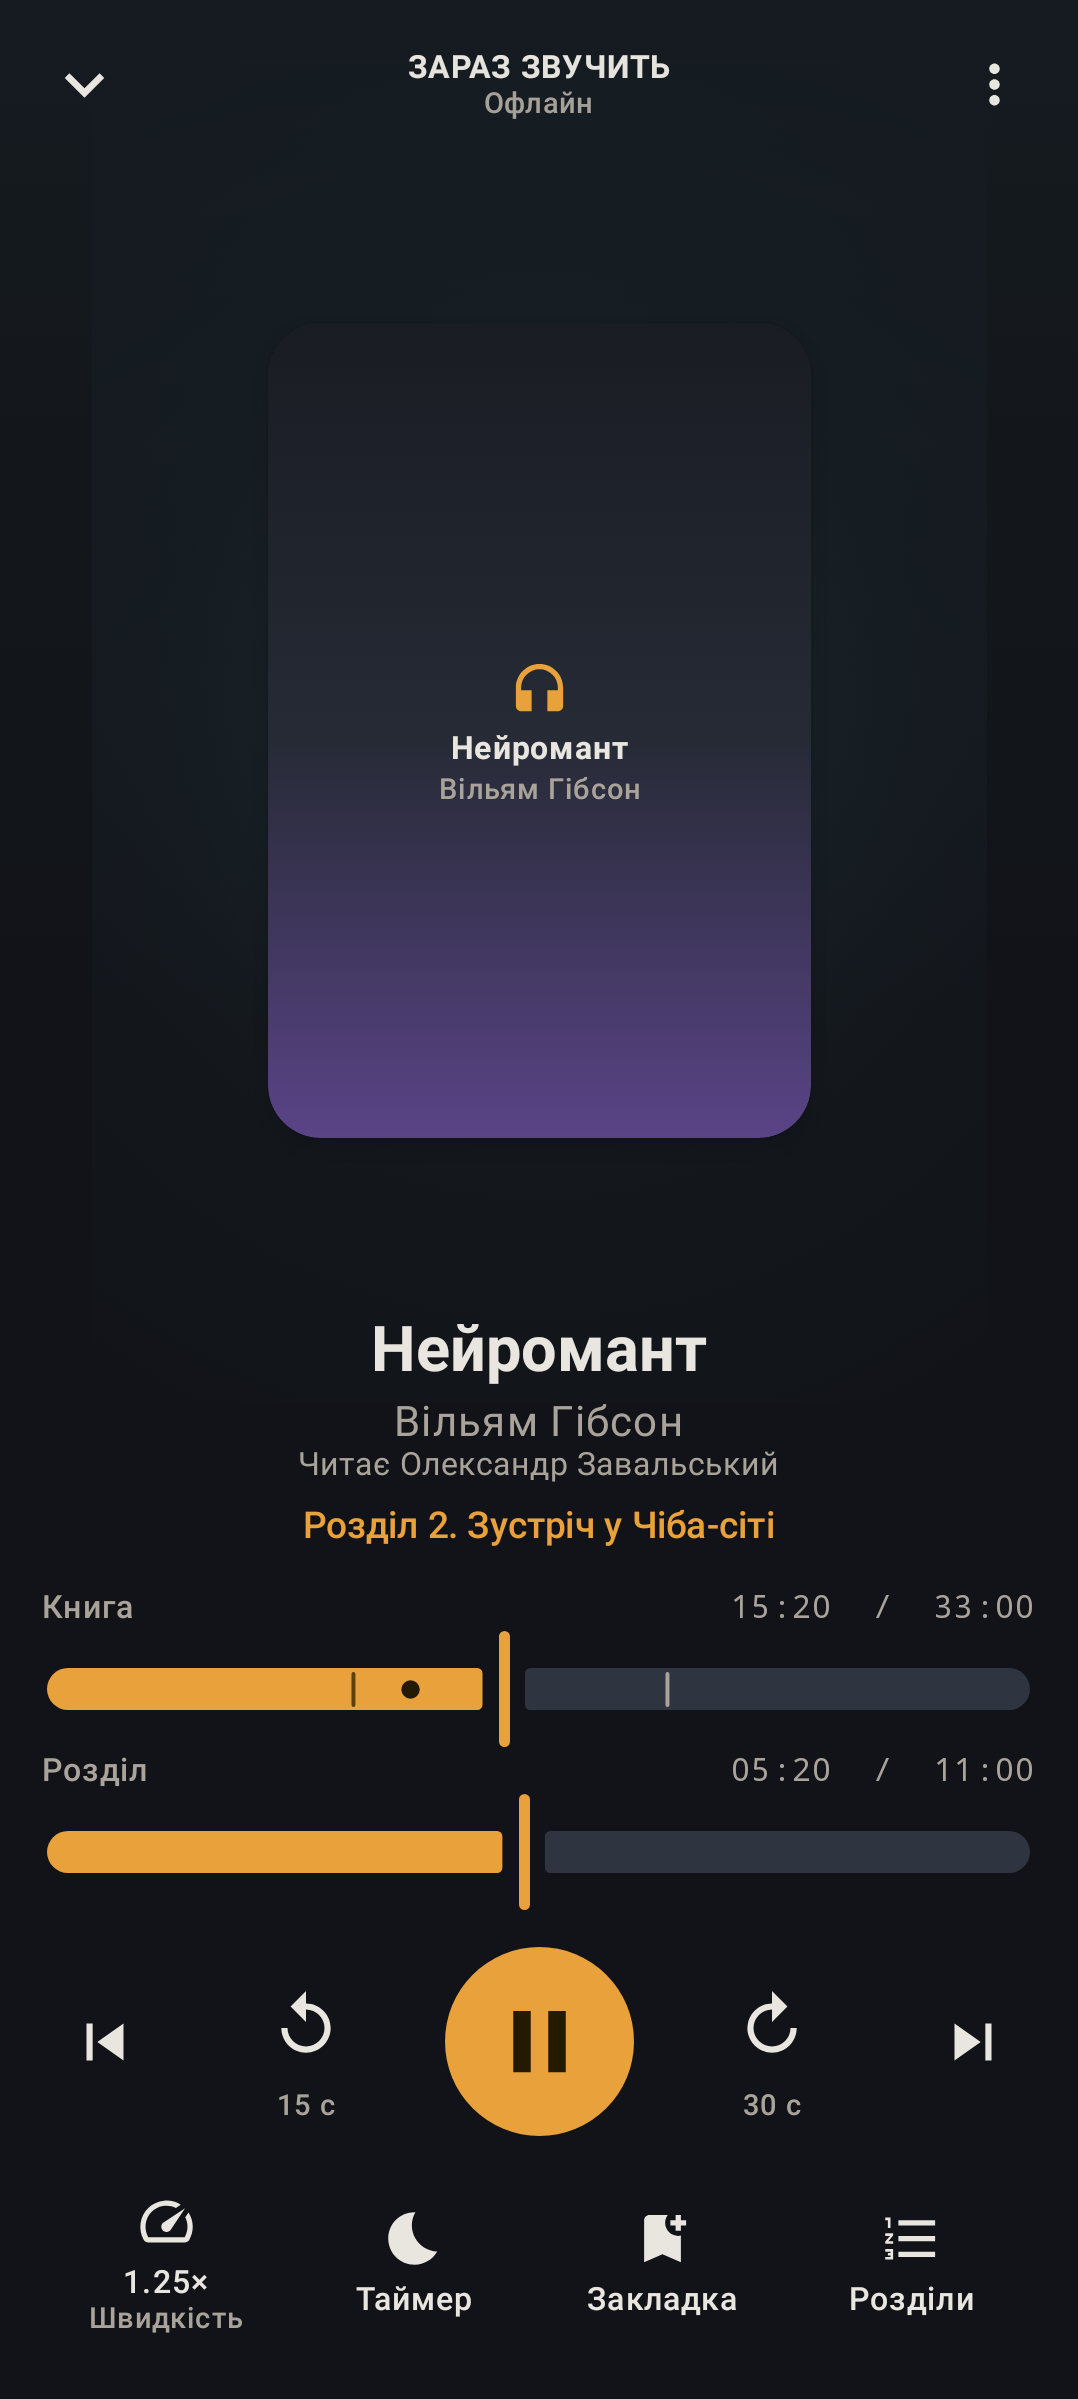 ЗАРАЗ ЗВУЧИТЬ
Офлайн
Нейромант
Вільям Гібсон
Нейромант
Вільям Гібсон
Читає Олександр Завальський
Розділ 2. Зустріч у Чіба-сіті
Книга 15:20 / 33:00
Розділ 05:20 / 11:00
15 с 30 с
1.25×
Швидкість Таймер Закладка Розділи